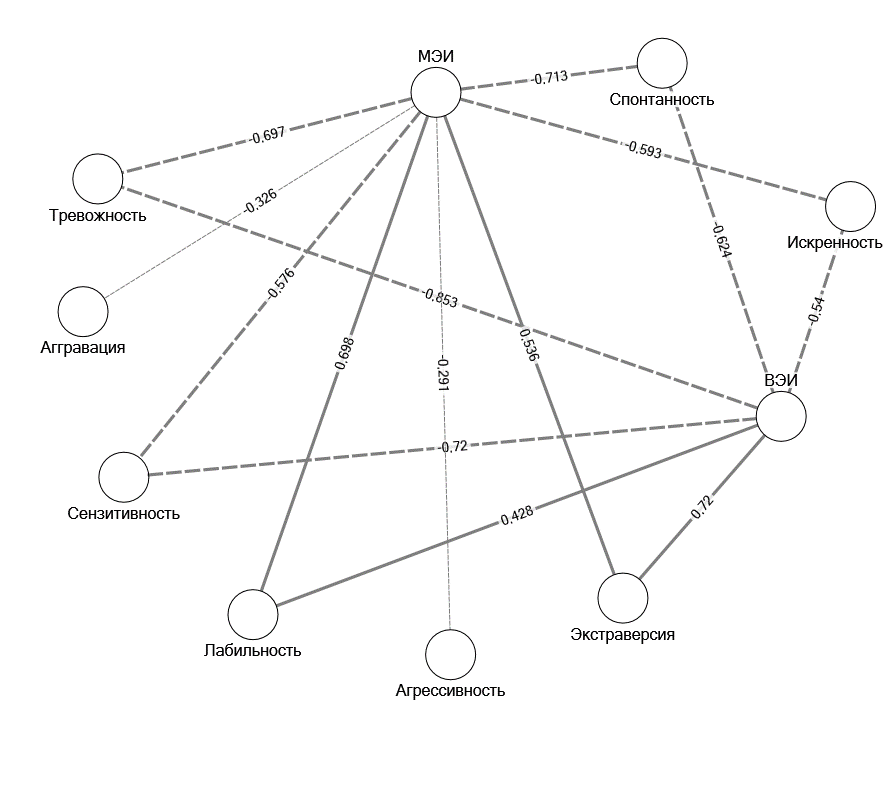 МЭИ
Спонтанность
-0.713
-0.697
-0.593
-0.326
Тревожность
-0.624
Искренность
-0.576
-0.853
-0.54
Аггравация
0.698
0.536
-0.291
ВЭИ
-0.72
Сензитивность
0.428
0.72
Экстраверсия
Лабильность
Агрессивность